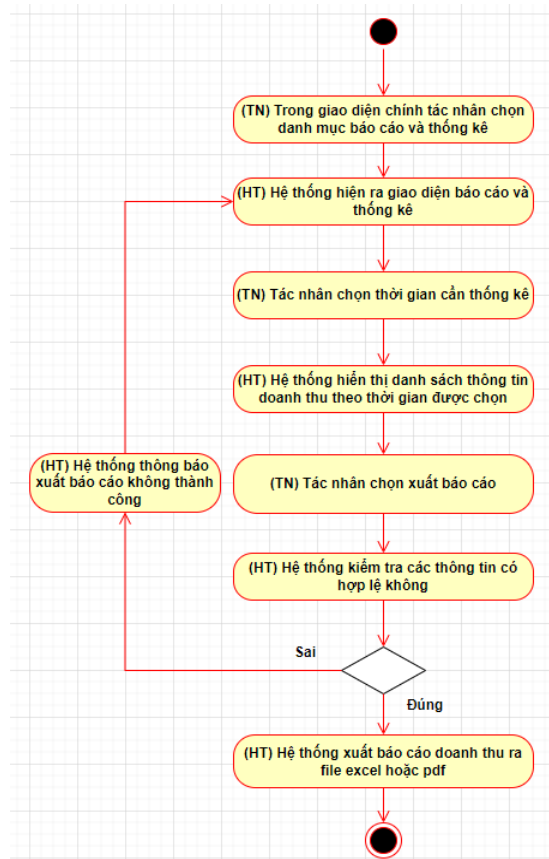 (TN) Trong giao diện chính tác nhân chọn
danh mục báo cáo và thống kê
(HT) Hệ thống hiện ra giao diện báo cáo và
thống kê
(TN) Tác nhân chọn thời gian cần thống kê
(HT) Hệ thống hiển thị danh sách thông tin
doanh thu theo thời gian được chọn
(HT) Hệ thống thông báo
xuất báo cáo không thành
công
(TN) Tác nhân chọn xuất báo cáo
(HT) Hệ thống kiểm tra các thông tin có
hợp lệ không
Sai
Đúng
(HT) Hệ thống xuất báo cáo doanh thu ra
file excel hoặc pdf